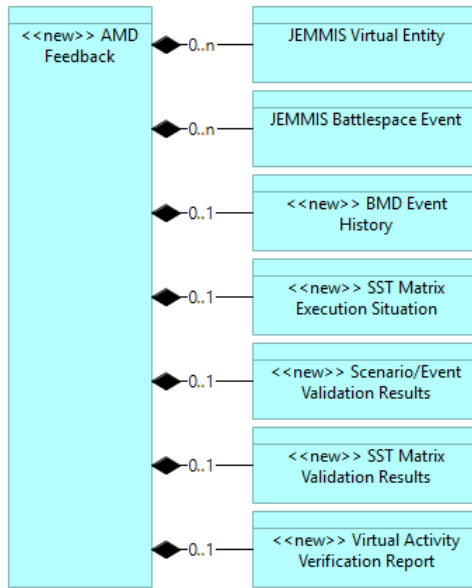 <<new>> AMD
Feedback
0..n
JEMMIS Virtual Entity
0..n
JEMMIS Battlespace Event
0..1
<<new>> BMD Event
History
0..1
<<new>> SST Matrix
Execution Situation
0..1
<<new>> Scenario/Event
Validation Results
0..1
<<new>> SST Matrix
Validation Results
0..1
<<new>> Virtual Activity
Verification Report